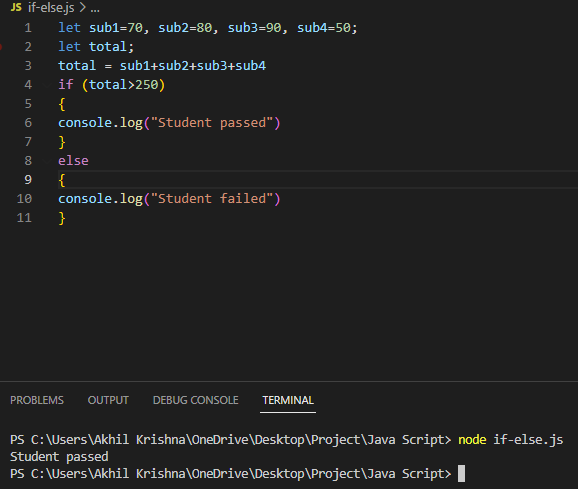 JS if-else.js > ...
1 let sub1=70, sub2=80, sub3=90, sub4=50;
2 let total;
3 total = sub1+sub2+sub3+sub4
4 if (total>250)
5 {
6 console.log("Student passed")
7 }
8 else
9 {
10 console.log("Student failed")
11 }
PROBLEMS OUTPUT DEBUG CONSOLE TERMINAL
PS C:\Users\Akhil Krishna\OneDrive\Desktop\Project\Java Script> node if-else.js
Student passed
PS C:\Users\Akhil Krishna\OneDrive\Desktop\Project\Java Script>